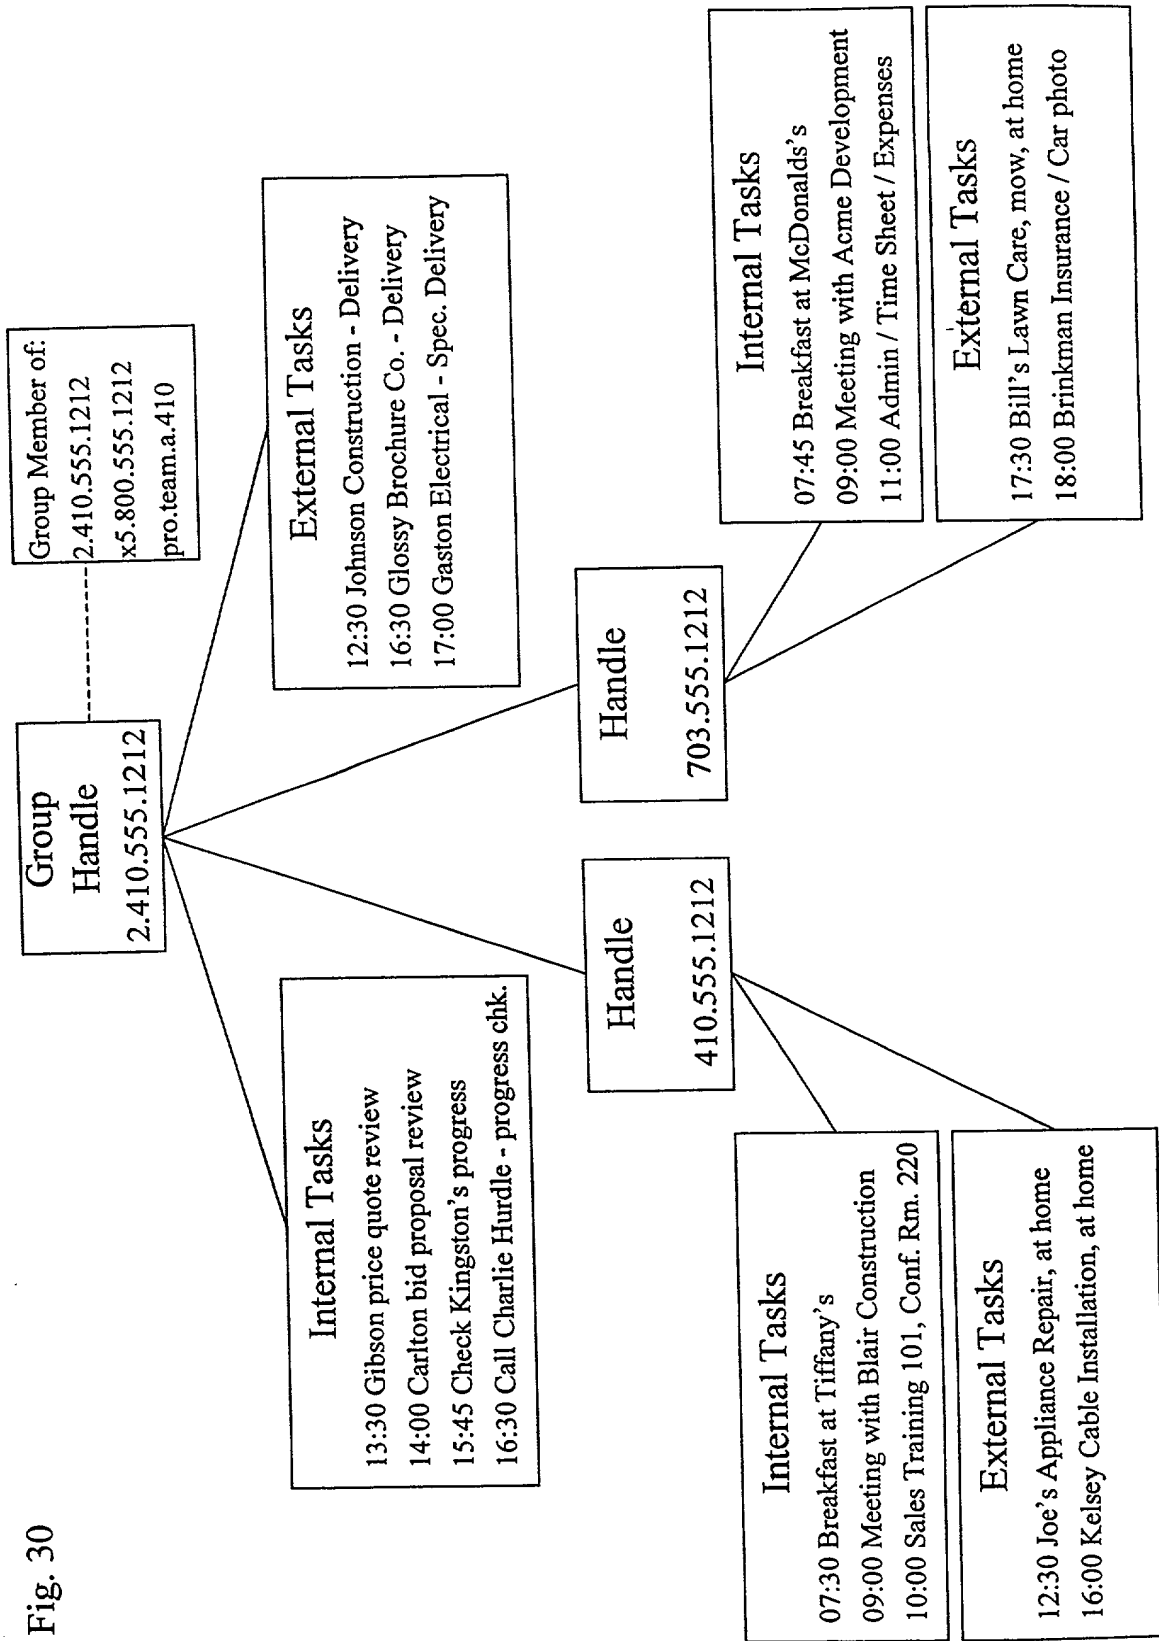 Fig. 30
Group
Handle
2.410.555.1212
Group Member of:
2.410.555.1212
x5.800.555.1212
pro.team.a.410
Internal Tasks
13:30 Gibson price quote review
14:00 Carlton bid proposal review
15:45 Check Kingston's progress
16:30 Call Charlie Hurdle - progress chk.
External Tasks
12:30 Johnson Construction - Delivery
16:30 Glossy Brochure Co. - Delivery
17:00 Gaston Electrical - Spec. Delivery
Handle
410.555.1212
Handle
703.555.1212
Internal Tasks
07:30 Breakfast at Tiffany's
09:00 Meeting with Blair Construction
10:00 Sales Training 101, Conf. Rm. 220
External Tasks
12:30 Joe's Appliance Repair, at home
16:00 Kelsey Cable Installation, at home
Internal Tasks
07:45 Breakfast at McDonalds's
09:00 Meeting with Acme Development
11:00 Admin / Time Sheet / Expenses
External Tasks
17:30 Bill's Lawn Care, mow, at home
18:00 Brinkman Insurance / Car photo